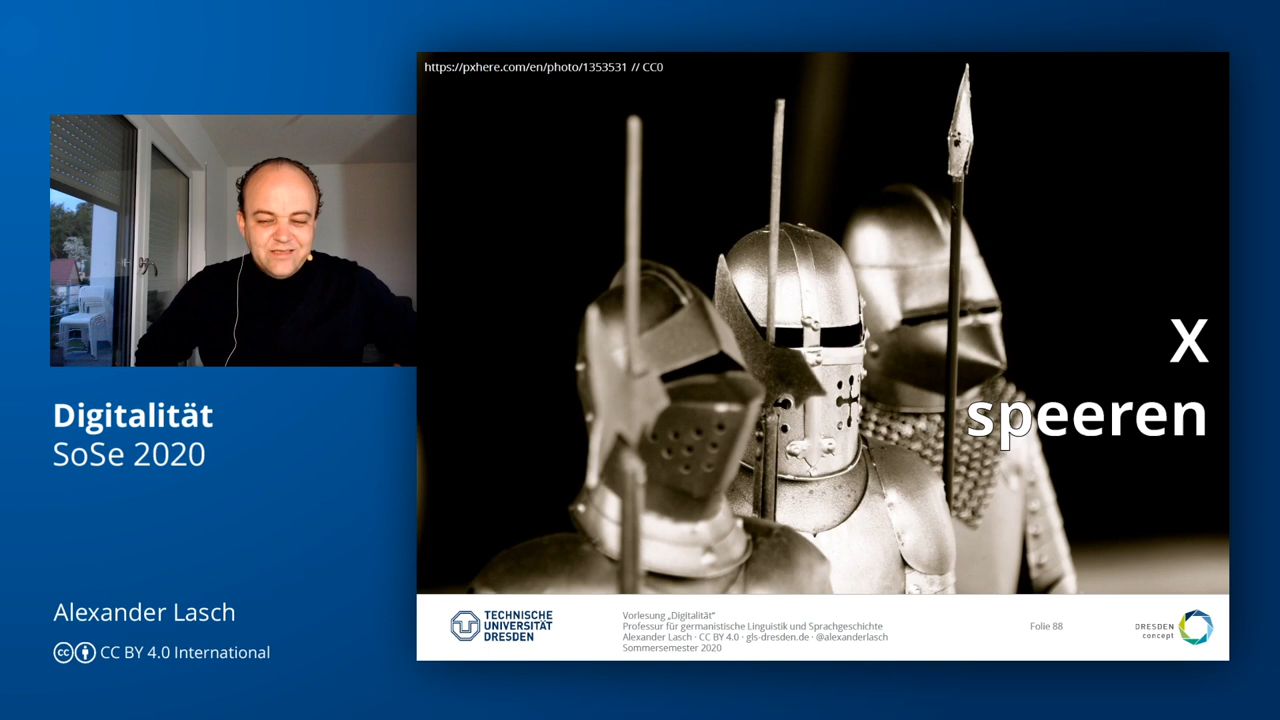 https://pxhere.com/en/photo/1353531 // CC0
X
speeren
Digitalität
SoSe 2020
Alexander Lasch
cc CC BY 4.0 International
TECHNISCHE
UNIVERSITÄT
DRESDEN
Vorlesung „Digitalität“
Professur für germanistische Linguistik und Sprachgeschichte
Alexander Lasch · CC BY 4.0 · gls-dresden.de · @alexanderlasch
Sommersemester 2020
Folie 88
DRESDEN
concept